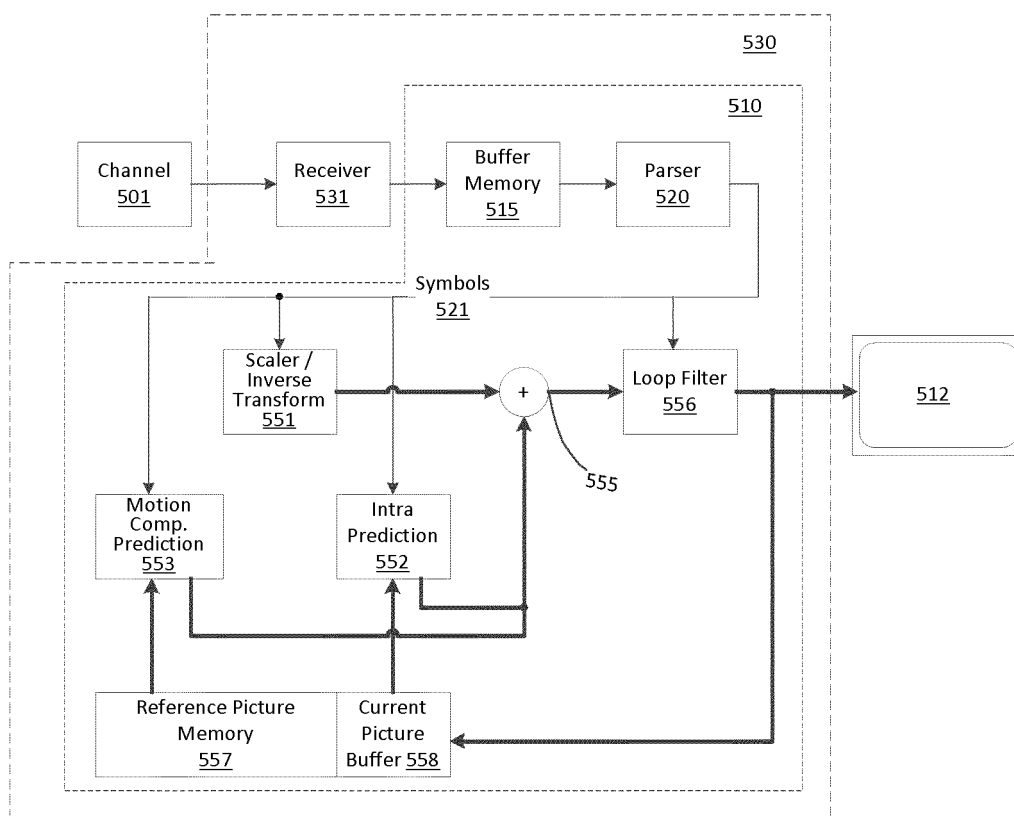 530
510
Channel
501
Receiver
531
Buffer
Memory
515
Parser
520
Symbols
521
Scaler /
Inverse
Transform
551
+
Loop Filter
556
512
555
Motion
Comp.
Prediction
553
Intra
Prediction
552
Reference Picture
Memory
557
Current
Picture
Buffer 558